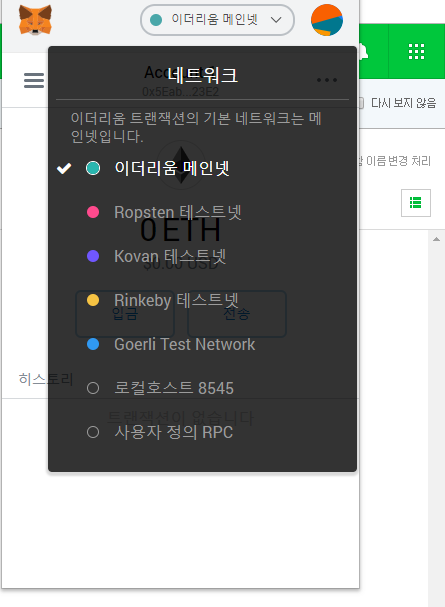 이더리움 메인넷
네트워크
Account
0x5Eab...23E2
다시 보지 않음
이더리움 트랜잭션의 기본 네트워크는 메
인넷입니다.
이름 변경 처리
이더리움 메인넷
Ropsten 테스트넷
0 ETH
Kovan 테스트넷
$0.00 USD
Rinkeby 테스트넷
입금
전송
Goerli Test Network
히스토리
로컬호스트 8545
트랜잭션이 없습니다
사용자 정의 RPC